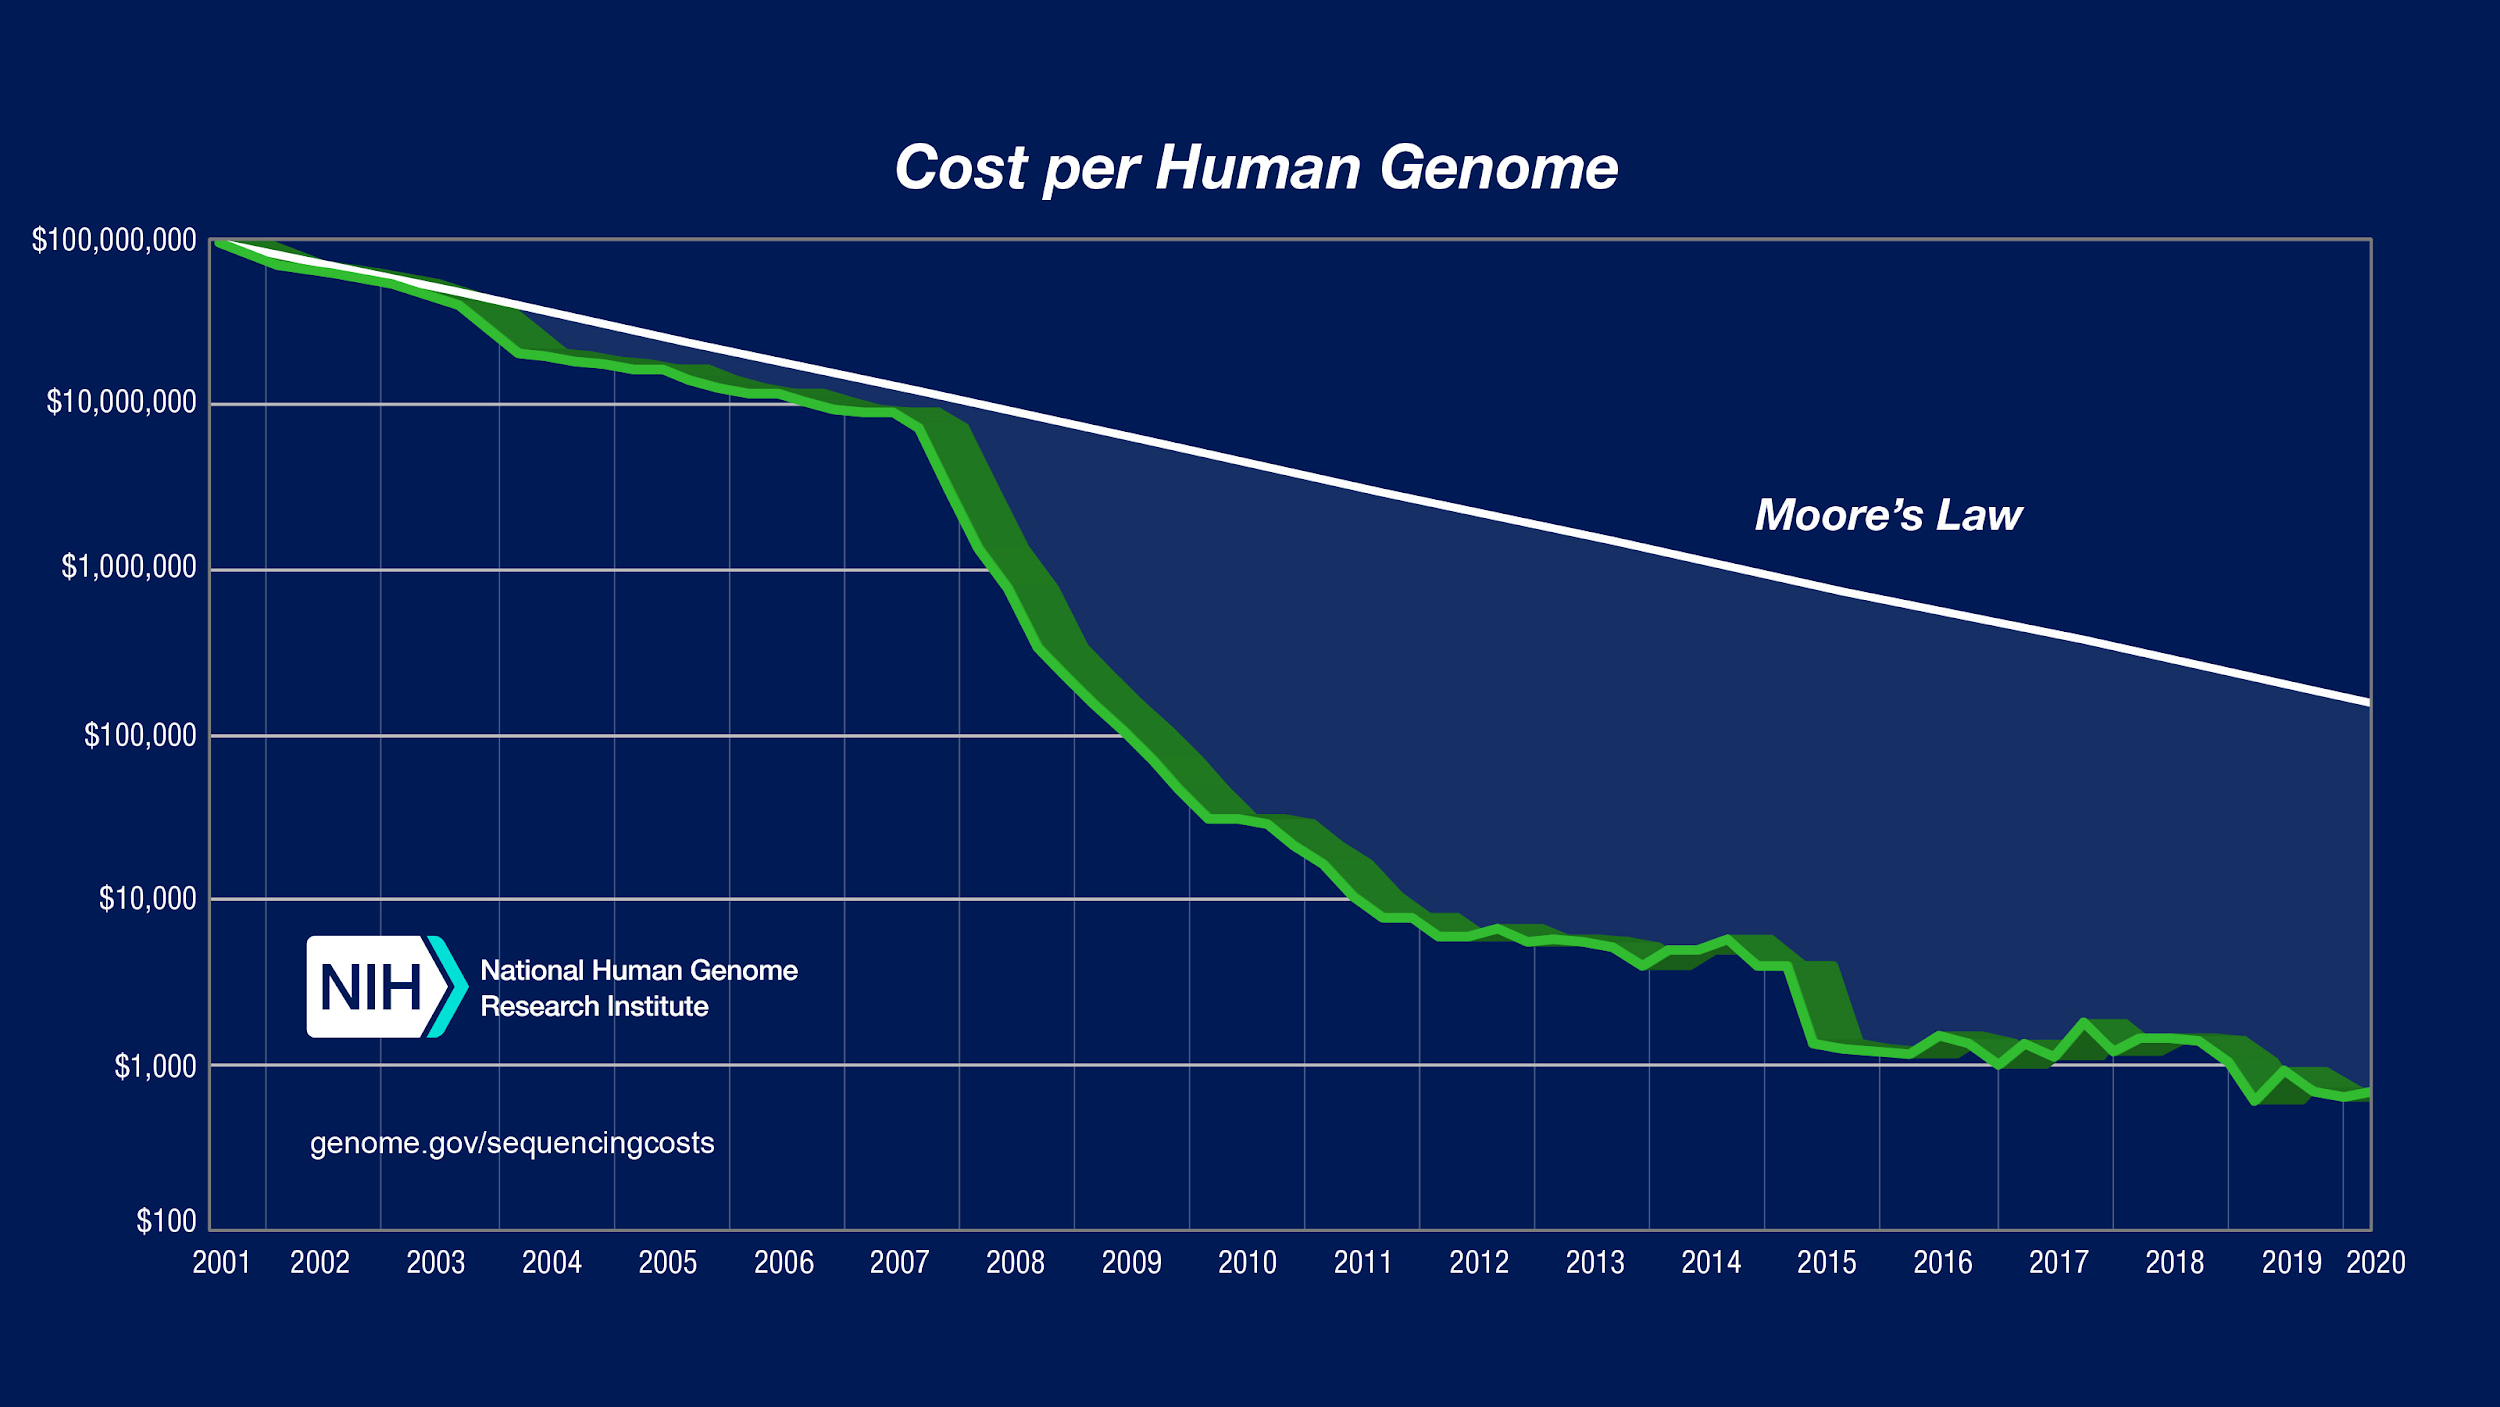 Cost per Human Genome
$100,000,000
$10,000,000
$1,000,000
$100,000
$10,000
$1,000
$100
Moore's Law
NIH
National Human Genome
Research Institute
genome.gov/sequencingcosts
2001 2002 2003 2004 2005 2006 2007 2008 2009 2010 2011 2012 2013 2014 2015 2016 2017 2018 2019 2020